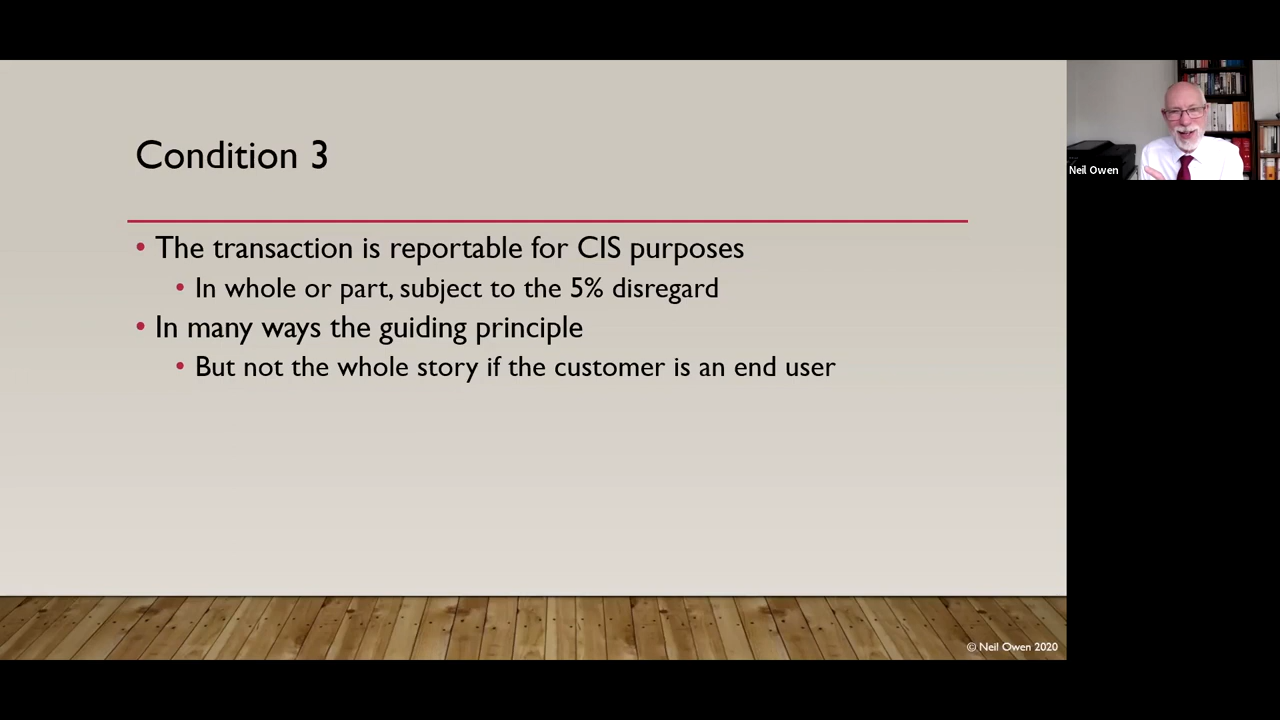 Condition 3
• The transaction is reportable for CIS purposes
• In whole or part, subject to the 5% disregard
• In many ways the guiding principle
• But not the whole story if the customer is an end user
Neil Owen
© Neil Owen 2020